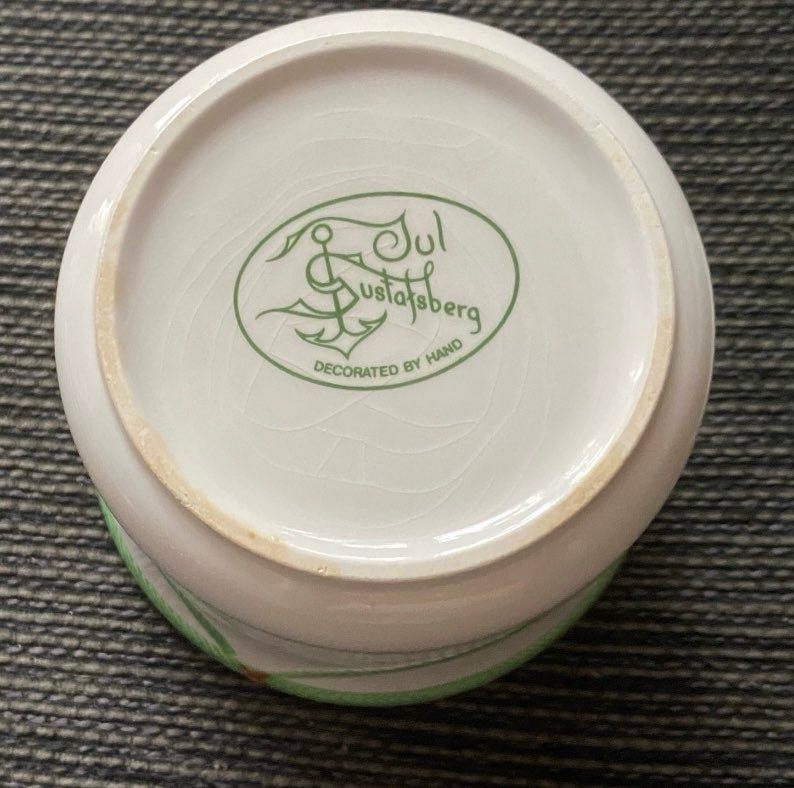 Jul
Gustafsberg
DECORATED BY HAND